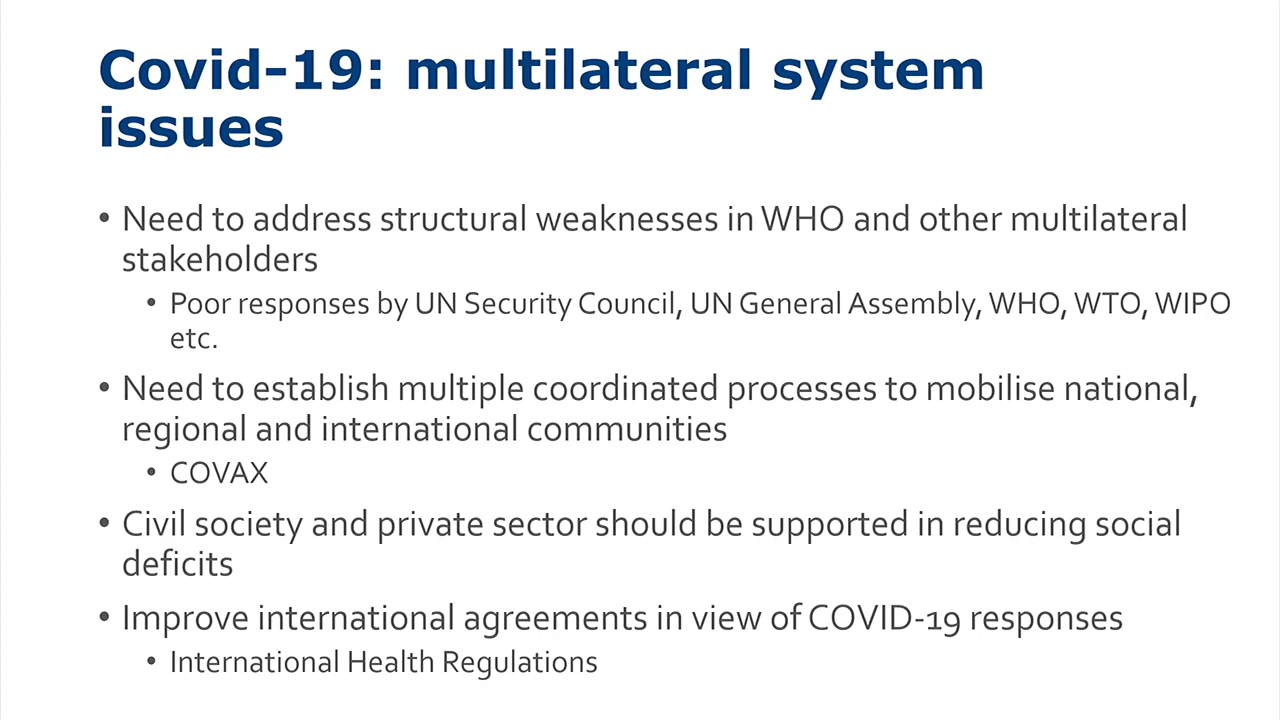 Covid-19: multilateral system
issues
• Need to address structural weaknesses in WHO and other multilateral
stakeholders
• Poor responses by UN Security Council, UN General Assembly, WHO, WTO, WIPO
etc.
• Need to establish multiple coordinated processes to mobilise national,
regional and international communities
• COVAX
• Civil society and private sector should be supported in reducing social
deficits
• Improve international agreements in view of COVID-19 responses
• International Health Regulations